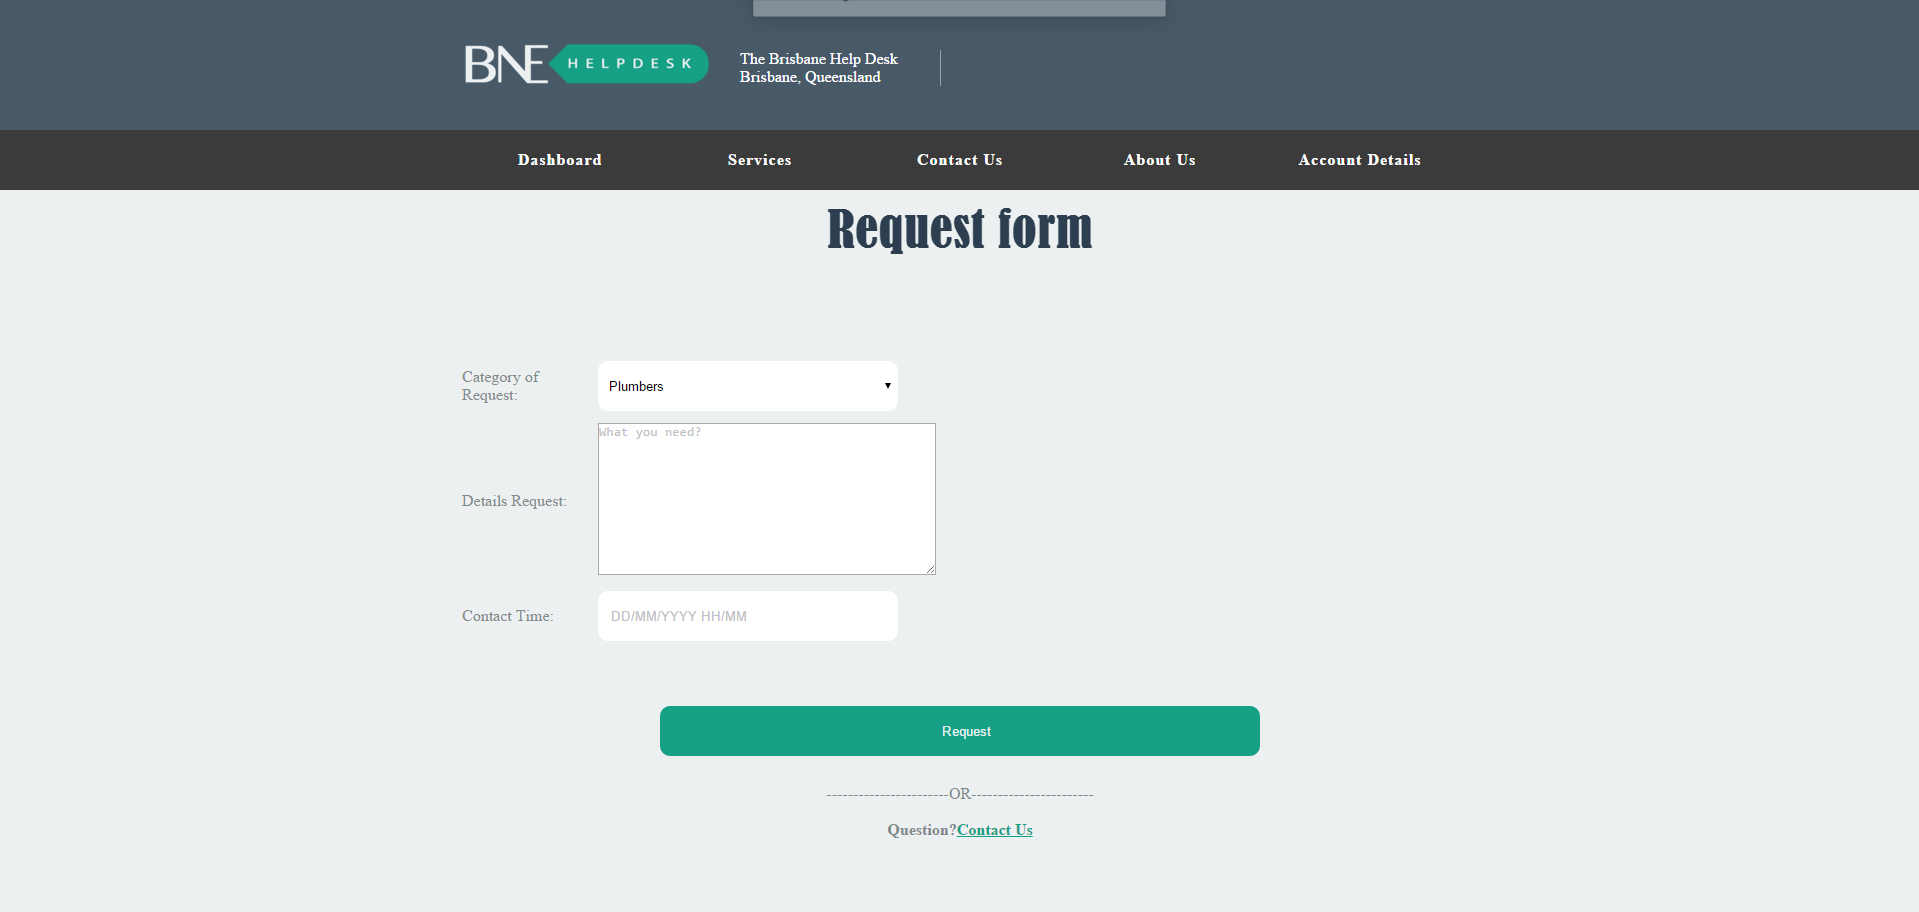 BNE HELPDESK
The Brisbane Help Desk
Brisbane, Queensland
Dashboard Services Contact Us About Us Account Details
Request form
Category of
Request:
Plumbers
What you need?
Details Request:
Contact Time:
DD/MM/YYYY HH/MM
Request
-----------------------OR-----------------------
Question?Contact Us